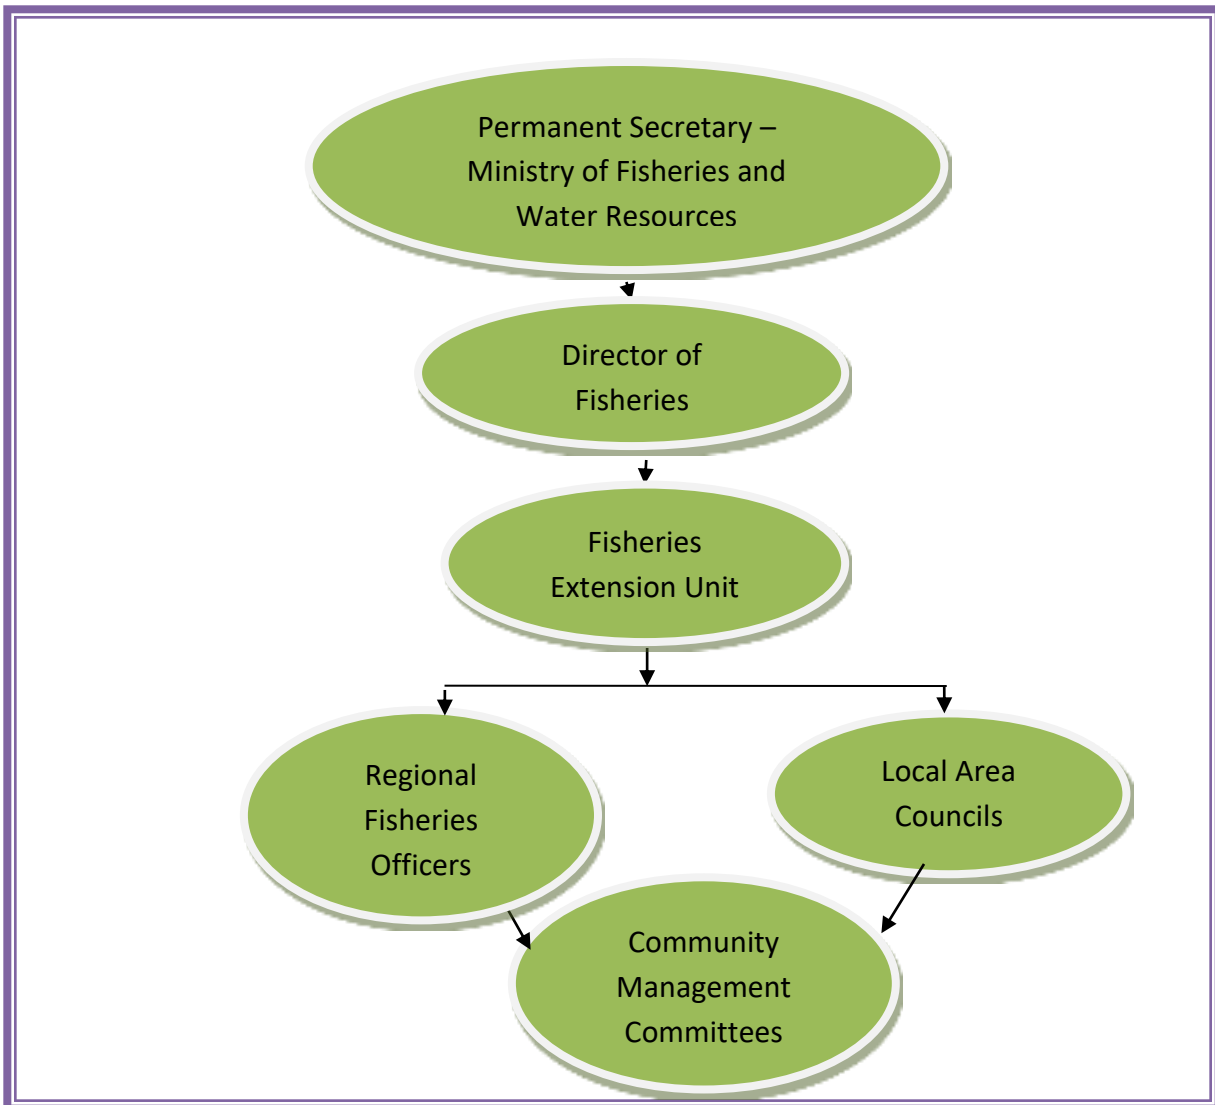 Permanent Secretary –
Ministry of Fisheries and
Water Resources
Director of
Fisheries
Fisheries
Extension Unit
Regional
Fisheries
Officers
Local Area
Councils
Community
Management
Committees